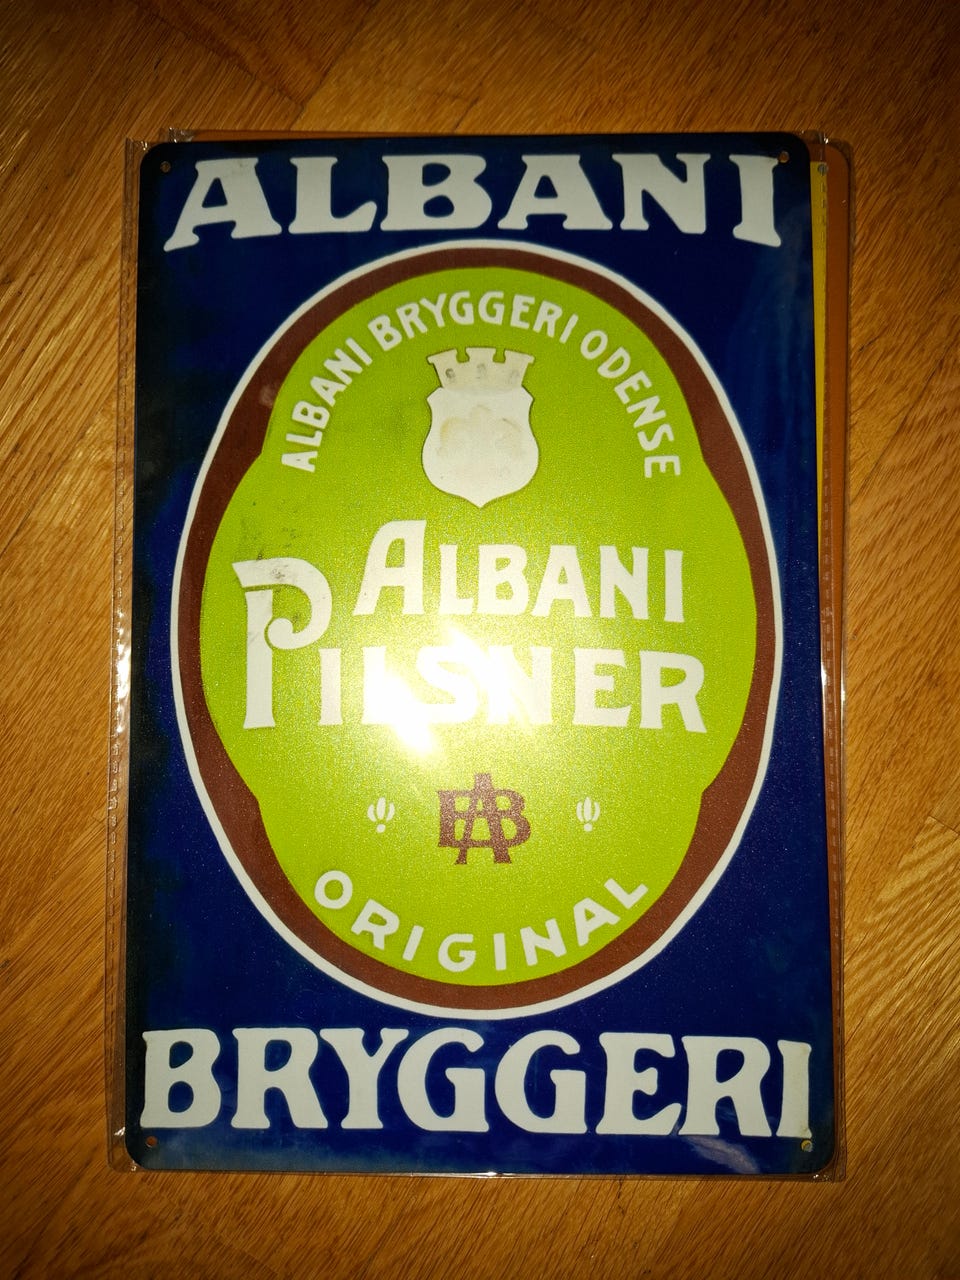 ALBANI
ALBANI BRYGGERI ODENSE
ALBANI
PILSNER
AB
ORIGINAL
BRYGGERI